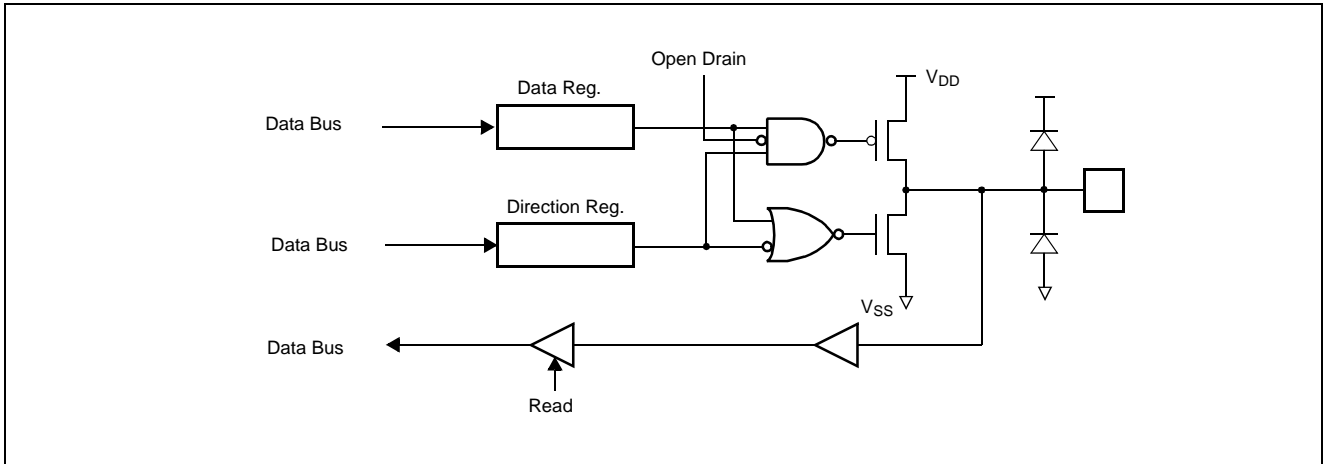 Open Drain
VDD
Data Reg.
Data Bus
Direction Reg.
Data Bus
VSS
Data Bus
Read